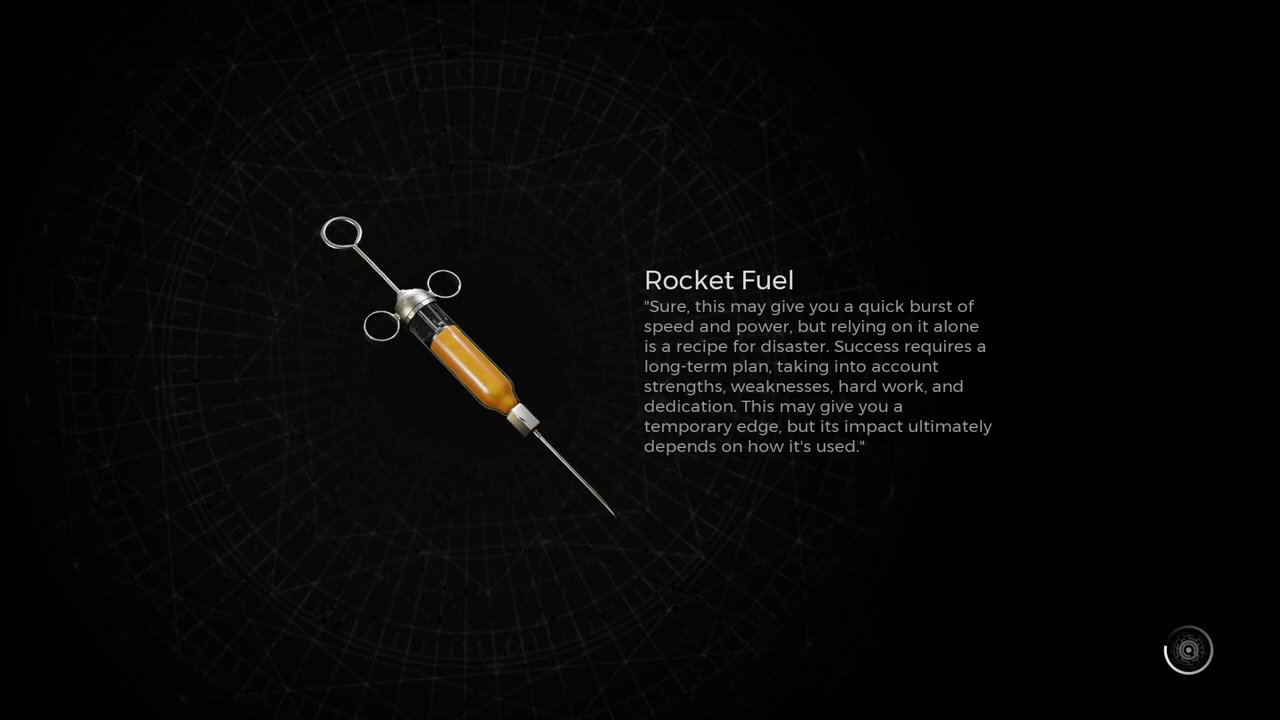 Rocket Fuel
"Sure, this may give you a quick burst of
speed and power, but relying on it alone
is a recipe for disaster. Success requires a
long-term plan, taking into account
strengths, weaknesses, hard work, and
dedication. This may give you a
temporary edge, but its impact ultimately
depends on how it's used."